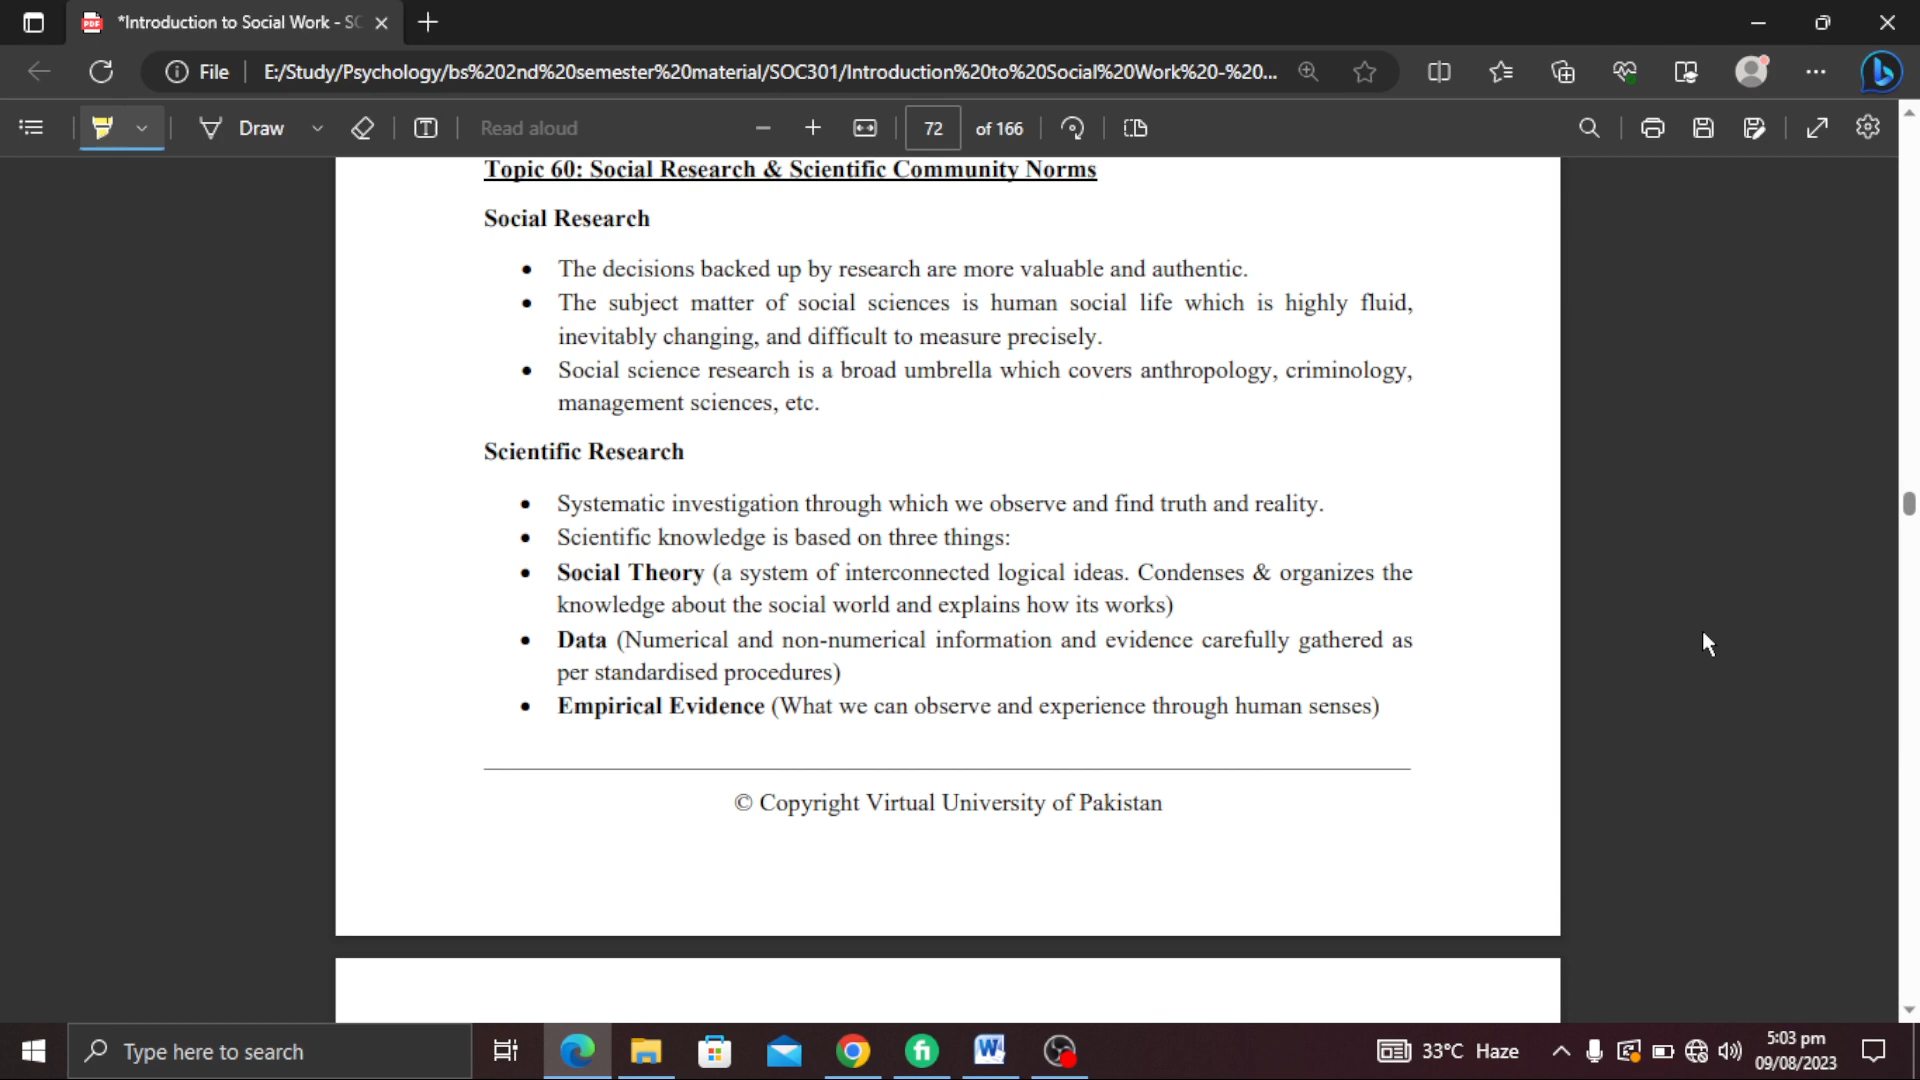 *Introduction to Social Work - SO
File
E:/Study/Psychology/bs%202nd%20semester%20material/SOC301/Introduction%20to%20Social%20Work%20-%20...
Draw
Read aloud
72
of 166
Topic 60: Social Research & Scientific Community Norms
Social Research
• The decisions backed up by research are more valuable and authentic.
• The subject matter of social sciences is human social life which is highly fluid,
inevitably changing, and difficult to measure precisely.
• Social science research is a broad umbrella which covers anthropology, criminology,
management sciences, etc.
Scientific Research
• Systematic investigation through which we observe and find truth and reality.
• Scientific knowledge is based on three things:
• Social Theory (a system of interconnected logical ideas. Condenses & organizes the
knowledge about the social world and explains how its works)
• Data (Numerical and non-numerical information and evidence carefully gathered as
per standardised procedures)
• Empirical Evidence (What we can observe and experience through human senses)
© Copyright Virtual University of Pakistan
Type here to search
33°C Haze
5:03 pm
09/08/2023